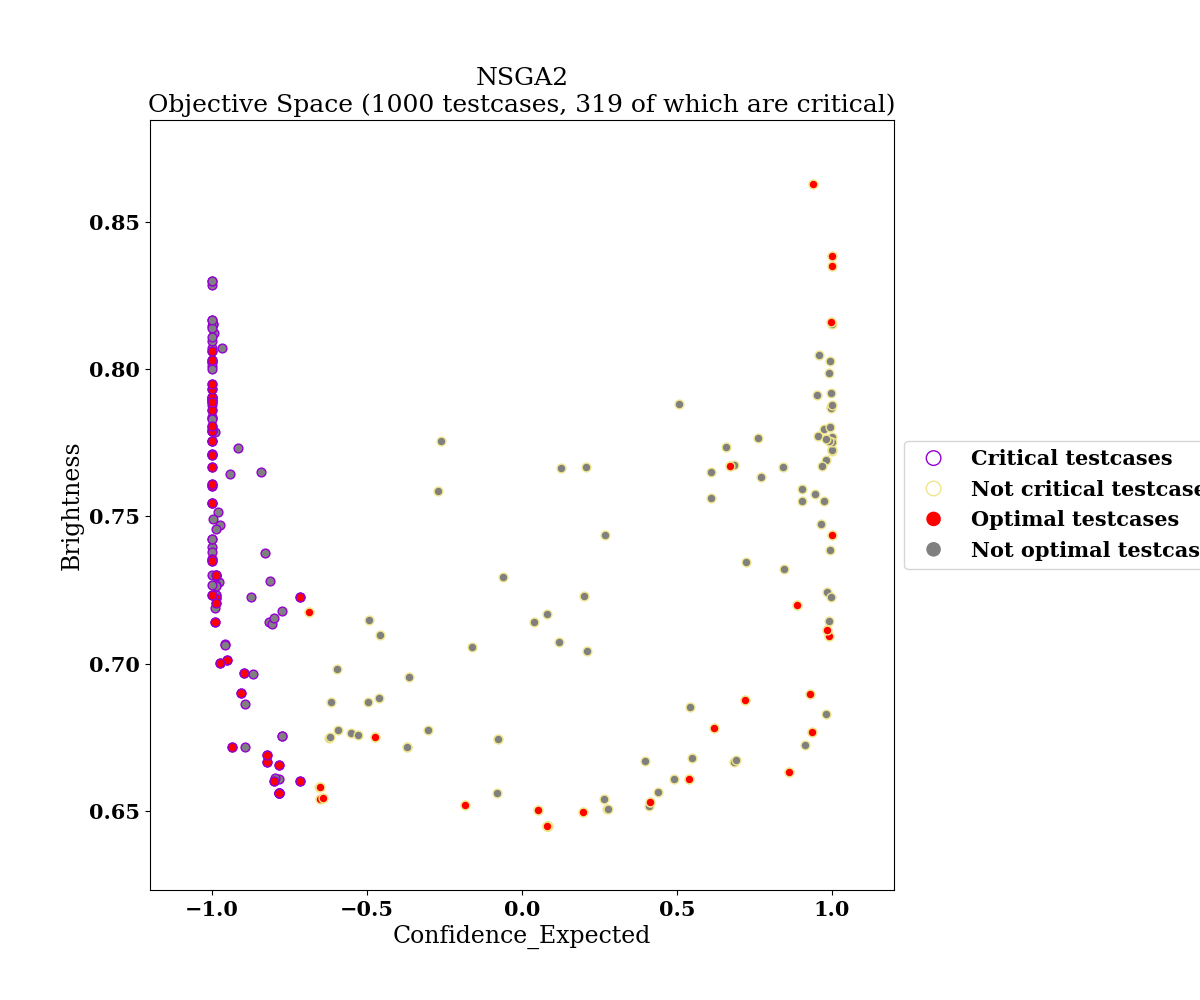 NSGA2
Objective Space (1000 testcases, 319 of which are critical)
0.85
0.80
0.75
0.70
0.65
Brightness
−1.0
−0.5
0.0
0.5
1.0
Confidence_Expected
Critical testcases
Not critical testcase
Optimal testcases
Not optimal testcas